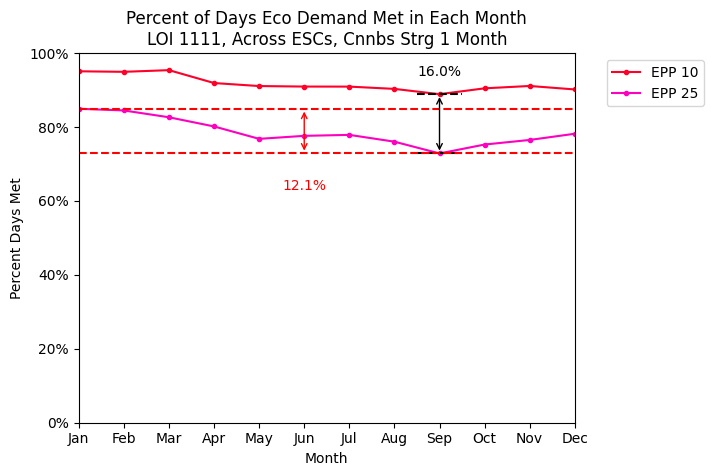 Percent of Days Eco Demand Met in Each Month
LOI 1111, Across ESCs, Cnnbs Strg 1 Month
100%
80%
60%
40%
20%
0%
Percent Days Met
16.0%
12.1%
Jan Feb Mar Apr May Jun Jul Aug Sep Oct Nov Dec
Month
EPP 10
EPP 25